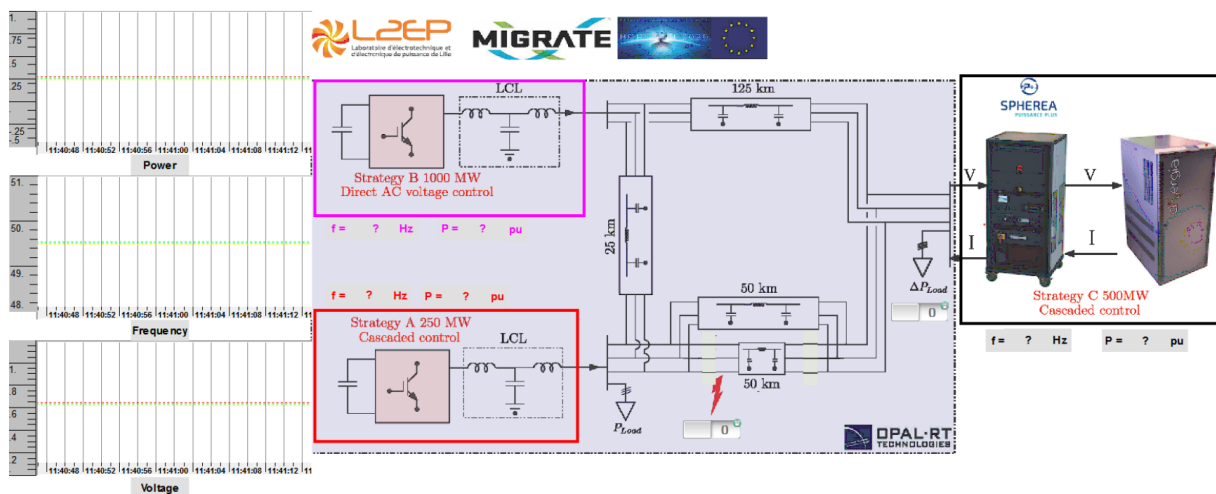 L2EP
Laboratoire d'électrotechnique et
d'électronique de puissance de Lille
MIGRATE
1.
.75
.5
.25
-.25
-.5
11:40:48 11:40:52 11:40:56 11:41:00 11:41:04 11:41:08 11:41:12 11
Power
51.
50.
49.
48.
11:40:48 11:40:52 11:40:56 11:41:00 11:41:04 11:41:08 11:41:12 11
Frequency
1.
.8
.6
.4
.2
11:40:48 11:40:52 11:40:56 11:41:00 11:41:04 11:41:08 11:41:12 11
Voltage
LCL
Strategy B 1000 MW
Direct AC voltage control
f = ? Hz P = ? pu
f = ? Hz P = ? pu
Strategy A 250 MW
Cascaded control
LCL
125 km
25 km
50 km
50 km
P_Load
0
ΔP_Load
0
OPAL-RT
TECHNOLOGIES
SPHEREA
PUISSANCE PLUS
V V
I I
Strategy C 500MW
Cascaded control
f = ? Hz P = ? pu